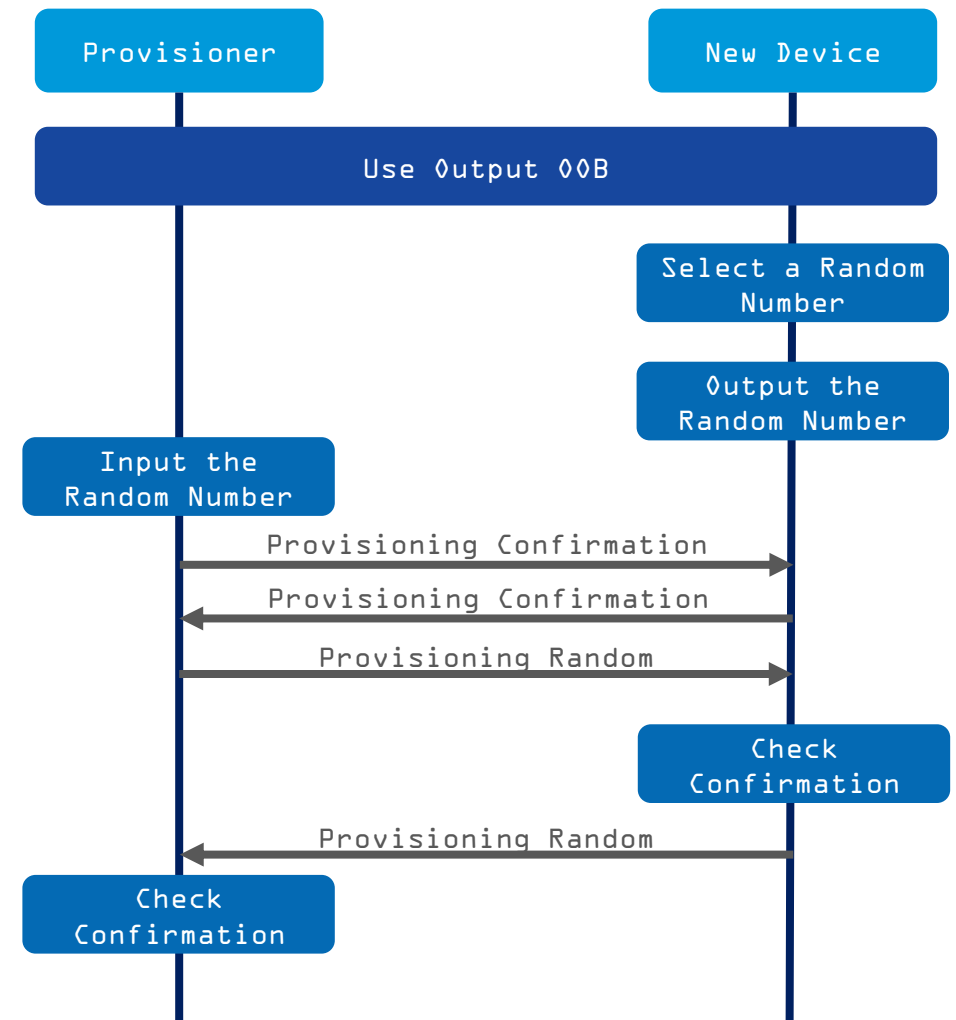 Provisioner
New Device
Use Output OOB
Select a Random
Number
Output the
Random Number
Input the
Random Number
Provisioning Confirmation
Provisioning Confirmation
Provisioning Random
Check
Confirmation
Provisioning Random
Check
Confirmation